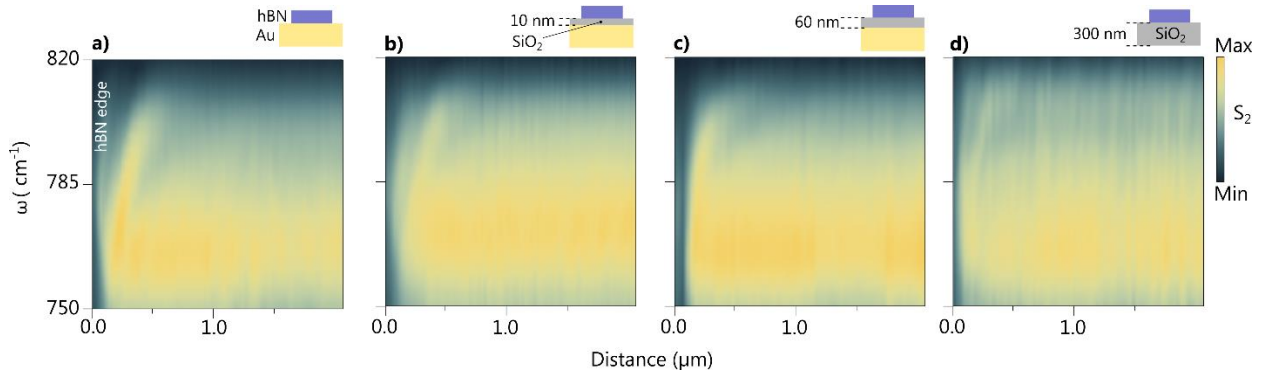 hBN
Au
10 nm
SiO₂
60 nm
300 nm
SiO₂
a)
b)
c)
d)
820
785
750
ω ( cm⁻¹)
hBN edge
Max
S₂
Min
0.0
1.0
0.0
1.0
0.0
1.0
0.0
1.0
Distance (μm)